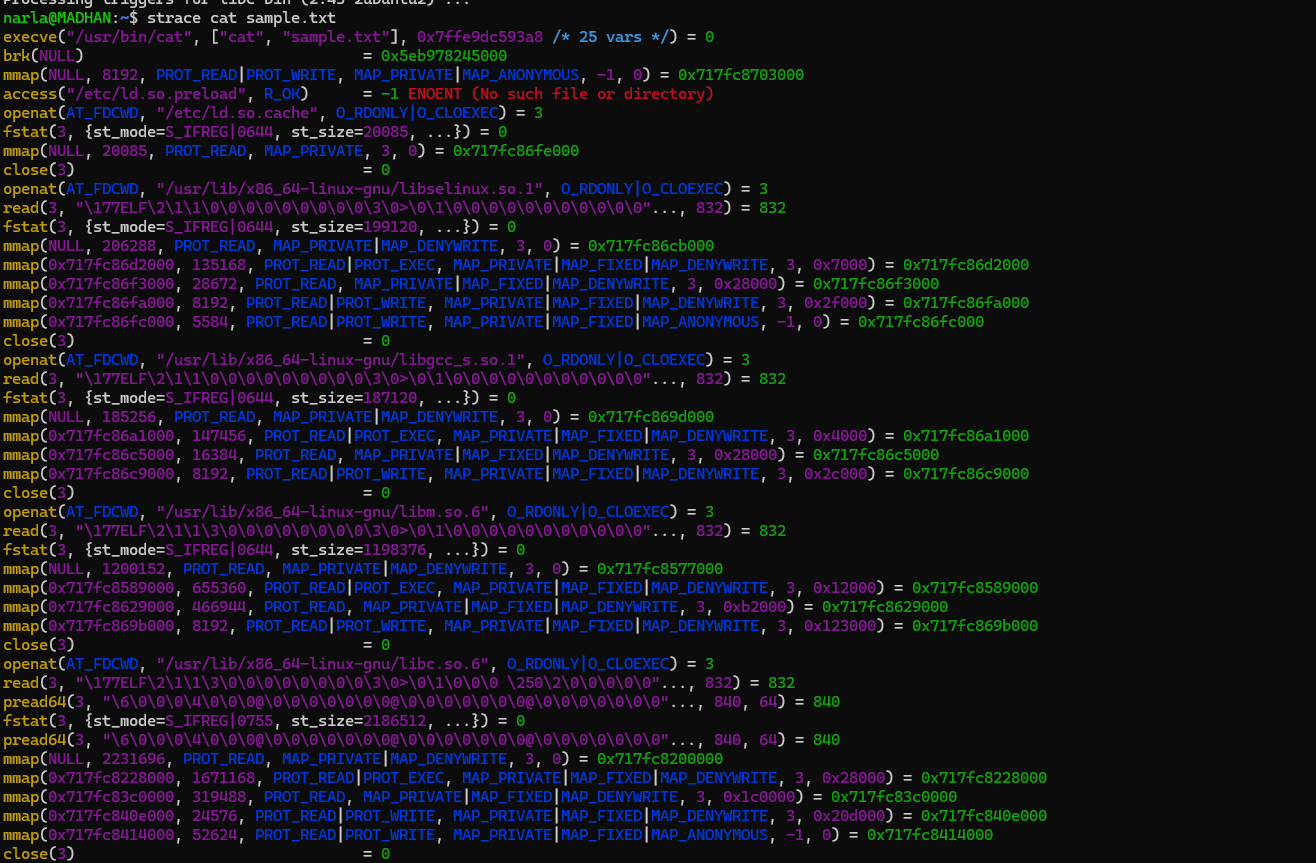 Processing triggers for libc-bin (2.43-2ubuntu2) ...
narla@MADHAN:~$ strace cat sample.txt
execve("/usr/bin/cat", ["cat", "sample.txt"], 0x7ffe9dc593a8 /* 25 vars */) = 0
brk(NULL) = 0x5eb978245000
mmap(NULL, 8192, PROT_READ|PROT_WRITE, MAP_PRIVATE|MAP_ANONYMOUS, -1, 0) = 0x717fc8703000
access("/etc/ld.so.preload", R_OK) = -1 ENOENT (No such file or directory)
openat(AT_FDCWD, "/etc/ld.so.cache", O_RDONLY|O_CLOEXEC) = 3
fstat(3, {st_mode=S_IFREG|0644, st_size=20085, ...}) = 0
mmap(NULL, 20085, PROT_READ, MAP_PRIVATE, 3, 0) = 0x717fc86fe000
close(3) = 0
openat(AT_FDCWD, "/usr/lib/x86_64-linux-gnu/libselinux.so.1", O_RDONLY|O_CLOEXEC) = 3
read(3, "\177ELF\2\1\1\0\0\0\0\0\0\0\0\0\3\0>\0\1\0\0\0\0\0\0\0\0\0\0\0"..., 832) = 832
fstat(3, {st_mode=S_IFREG|0644, st_size=199120, ...}) = 0
mmap(NULL, 206288, PROT_READ, MAP_PRIVATE|MAP_DENYWRITE, 3, 0) = 0x717fc86cb000
mmap(0x717fc86d2000, 135168, PROT_READ|PROT_EXEC, MAP_PRIVATE|MAP_FIXED|MAP_DENYWRITE, 3, 0x7000) = 0x717fc86d2000
mmap(0x717fc86f3000, 28672, PROT_READ, MAP_PRIVATE|MAP_FIXED|MAP_DENYWRITE, 3, 0x28000) = 0x717fc86f3000
mmap(0x717fc86fa000, 8192, PROT_READ|PROT_WRITE, MAP_PRIVATE|MAP_FIXED|MAP_DENYWRITE, 3, 0x2f000) = 0x717fc86fa000
mmap(0x717fc86fc000, 5584, PROT_READ|PROT_WRITE, MAP_PRIVATE|MAP_FIXED|MAP_ANONYMOUS, -1, 0) = 0x717fc86fc000
close(3) = 0
openat(AT_FDCWD, "/usr/lib/x86_64-linux-gnu/libgcc_s.so.1", O_RDONLY|O_CLOEXEC) = 3
read(3, "\177ELF\2\1\1\0\0\0\0\0\0\0\0\0\3\0>\0\1\0\0\0\0\0\0\0\0\0\0\0"..., 832) = 832
fstat(3, {st_mode=S_IFREG|0644, st_size=187120, ...}) = 0
mmap(NULL, 185256, PROT_READ, MAP_PRIVATE|MAP_DENYWRITE, 3, 0) = 0x717fc869d000
mmap(0x717fc86a1000, 147456, PROT_READ|PROT_EXEC, MAP_PRIVATE|MAP_FIXED|MAP_DENYWRITE, 3, 0x4000) = 0x717fc86a1000
mmap(0x717fc86c5000, 16384, PROT_READ, MAP_PRIVATE|MAP_FIXED|MAP_DENYWRITE, 3, 0x28000) = 0x717fc86c5000
mmap(0x717fc86c9000, 8192, PROT_READ|PROT_WRITE, MAP_PRIVATE|MAP_FIXED|MAP_DENYWRITE, 3, 0x2c000) = 0x717fc86c9000
close(3) = 0
openat(AT_FDCWD, "/usr/lib/x86_64-linux-gnu/libm.so.6", O_RDONLY|O_CLOEXEC) = 3
read(3, "\177ELF\2\1\1\3\0\0\0\0\0\0\0\0\3\0>\0\1\0\0\0\0\0\0\0\0\0\0\0"..., 832) = 832
fstat(3, {st_mode=S_IFREG|0644, st_size=1198376, ...}) = 0
mmap(NULL, 1200152, PROT_READ, MAP_PRIVATE|MAP_DENYWRITE, 3, 0) = 0x717fc8577000
mmap(0x717fc8589000, 655360, PROT_READ|PROT_EXEC, MAP_PRIVATE|MAP_FIXED|MAP_DENYWRITE, 3, 0x12000) = 0x717fc8589000
mmap(0x717fc8629000, 466944, PROT_READ, MAP_PRIVATE|MAP_FIXED|MAP_DENYWRITE, 3, 0xb2000) = 0x717fc8629000
mmap(0x717fc869b000, 8192, PROT_READ|PROT_WRITE, MAP_PRIVATE|MAP_FIXED|MAP_DENYWRITE, 3, 0x123000) = 0x717fc869b000
close(3) = 0
openat(AT_FDCWD, "/usr/lib/x86_64-linux-gnu/libc.so.6", O_RDONLY|O_CLOEXEC) = 3
read(3, "\177ELF\2\1\1\3\0\0\0\0\0\0\0\0\3\0>\0\1\0\0\0 \250\2\0\0\0\0\0"..., 832) = 832
pread64(3, "\6\0\0\0\4\0\0\0@\0\0\0\0\0\0\0@\0\0\0\0\0\0\0@\0\0\0\0\0\0\0"..., 840, 64) = 840
fstat(3, {st_mode=S_IFREG|0755, st_size=2186512, ...}) = 0
pread64(3, "\6\0\0\0\4\0\0\0@\0\0\0\0\0\0\0@\0\0\0\0\0\0\0@\0\0\0\0\0\0\0"..., 840, 64) = 840
mmap(NULL, 2231696, PROT_READ, MAP_PRIVATE|MAP_DENYWRITE, 3, 0) = 0x717fc8200000
mmap(0x717fc8228000, 1671168, PROT_READ|PROT_EXEC, MAP_PRIVATE|MAP_FIXED|MAP_DENYWRITE, 3, 0x28000) = 0x717fc8228000
mmap(0x717fc83c0000, 319488, PROT_READ, MAP_PRIVATE|MAP_FIXED|MAP_DENYWRITE, 3, 0x1c0000) = 0x717fc83c0000
mmap(0x717fc840e000, 24576, PROT_READ|PROT_WRITE, MAP_PRIVATE|MAP_FIXED|MAP_DENYWRITE, 3, 0x20d000) = 0x717fc840e000
mmap(0x717fc8414000, 52624, PROT_READ|PROT_WRITE, MAP_PRIVATE|MAP_FIXED|MAP_ANONYMOUS, -1, 0) = 0x717fc8414000
close(3) = 0